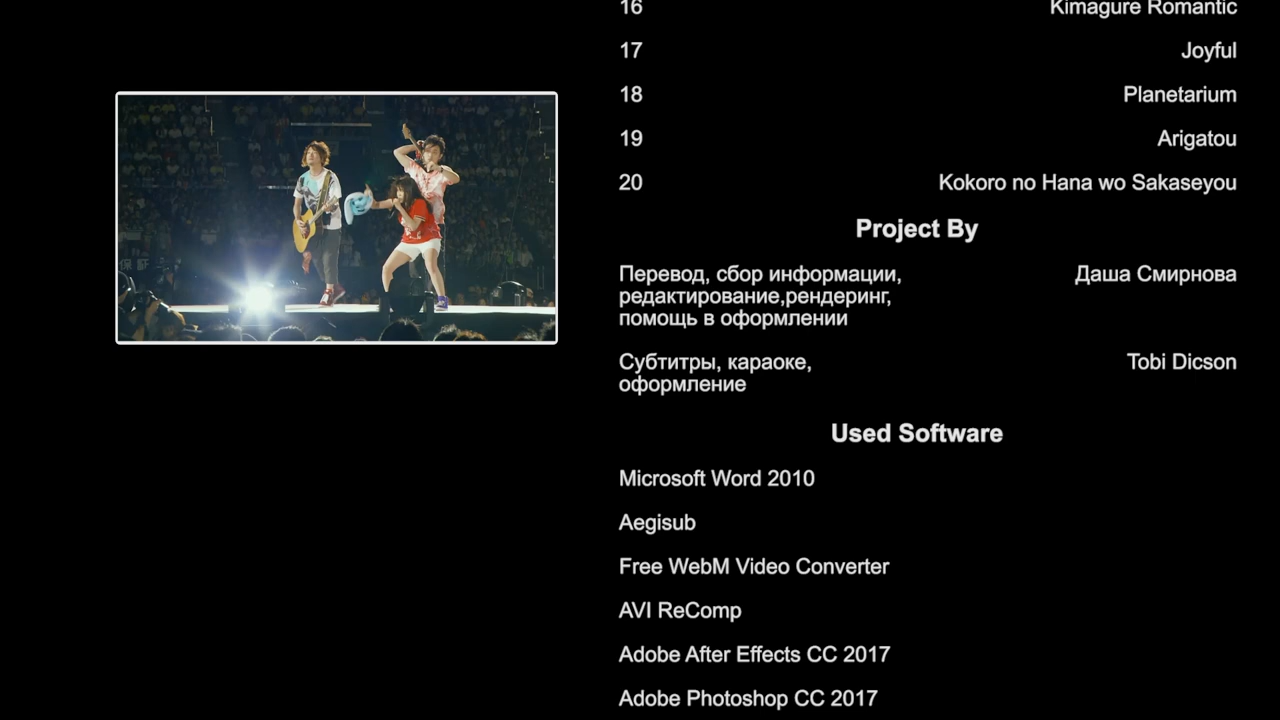 16 Kimagure Romantic
17 Joyful
18 Planetarium
19 Arigatou
20 Kokoro no Hana wo Sakaseyou
Project By
Перевод, сбор информации, Даша Смирнова
редактирование,рендеринг,
помощь в оформлении
Субтитры, караоке, Tobi Dicson
оформление
Used Software
Microsoft Word 2010
Aegisub
Free WebM Video Converter
AVI ReComp
Adobe After Effects CC 2017
Adobe Photoshop CC 2017